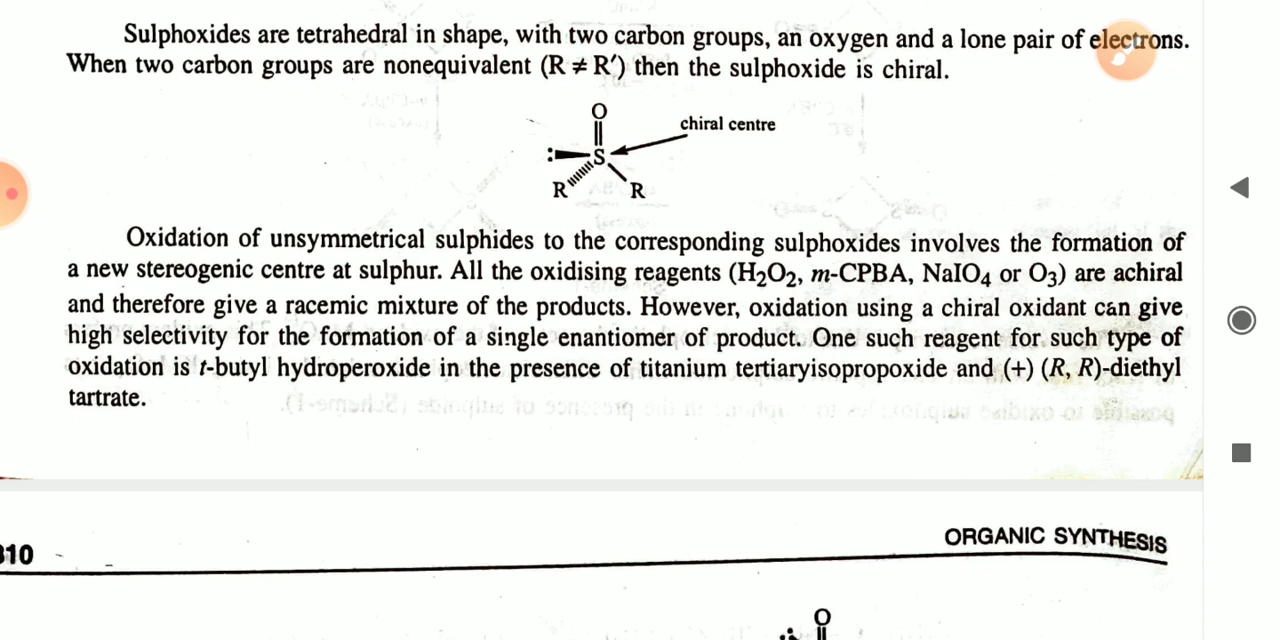 Sulphoxides are tetrahedral in shape, with two carbon groups, an oxygen and a lone pair of electrons.
When two carbon groups are nonequivalent (R ≠ R′) then the sulphoxide is chiral.
O
chiral centre
:
S
R
R
Oxidation of unsymmetrical sulphides to the corresponding sulphoxides involves the formation of
a new stereogenic centre at sulphur. All the oxidising reagents (H₂O₂, m-CPBA, NaIO₄ or O₃) are achiral
and therefore give a racemic mixture of the products. However, oxidation using a chiral oxidant can give
high selectivity for the formation of a single enantiomer of product. One such reagent for such type of
oxidation is t-butyl hydroperoxide in the presence of titanium tertiaryisopropoxide and (+) (R, R)-diethyl
tartrate.
310
ORGANIC SYNTHESIS
O